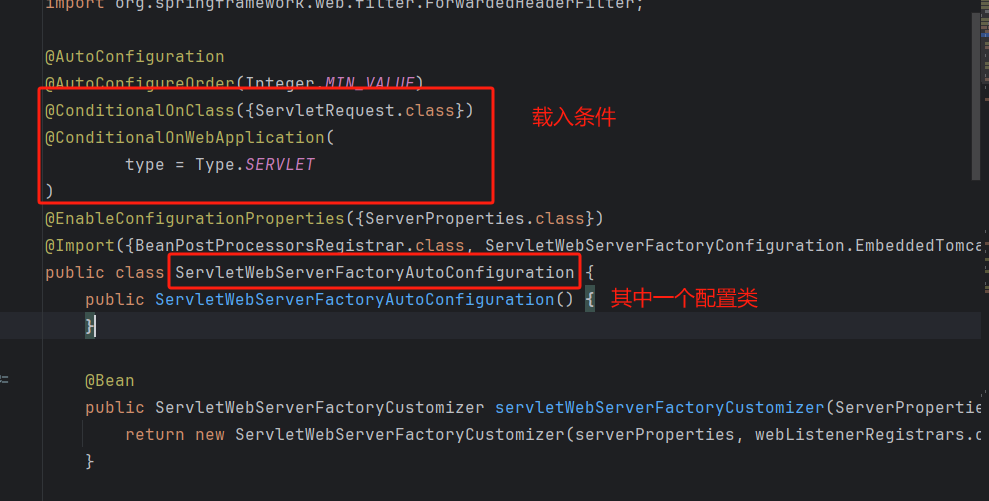 import org.springframework.web.filter.ForwardedHeaderFilter;
@AutoConfiguration
@AutoConfigureOrder(Integer.MIN_VALUE)
@ConditionalOnClass({ServletRequest.class})
载入条件
@ConditionalOnWebApplication(
type = Type.SERVLET
)
@EnableConfigurationProperties({ServerProperties.class})
@Import({BeanPostProcessorsRegistrar.class, ServletWebServerFactoryConfiguration.EmbeddedTomca
public class ServletWebServerFactoryAutoConfiguration {
public ServletWebServerFactoryAutoConfiguration() { 其中一个配置类
}
@Bean
public ServletWebServerFactoryCustomizer servletWebServerFactoryCustomizer(ServerPropertie
return new ServletWebServerFactoryCustomizer(serverProperties, webListenerRegistrars.o
}